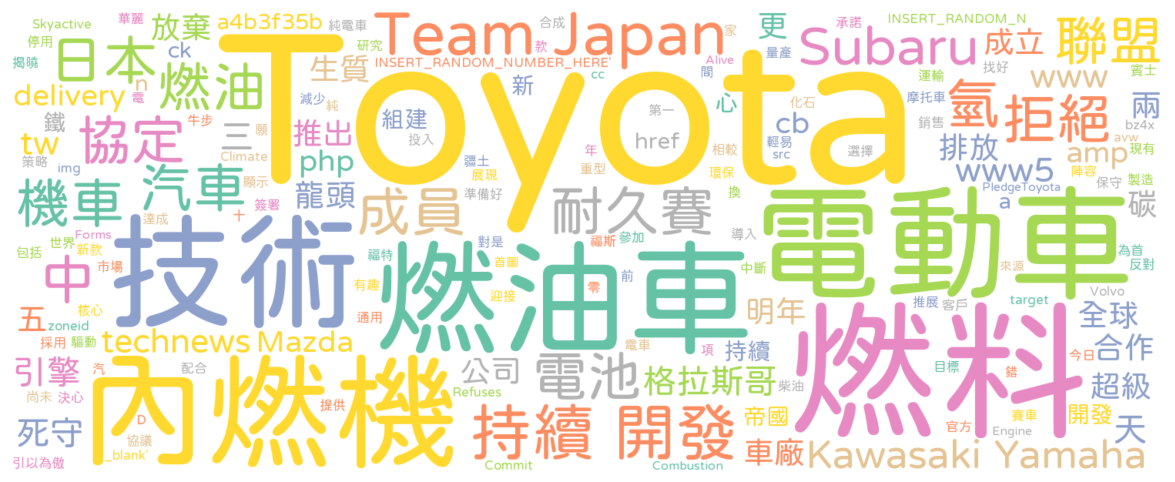 Skyactive 華麗 純電車 a4b3f35b 放棄 Team Japan 合成 家 更 承諾 INSERT_RANDOM_N 聯盟
停用 日本 ck 研究 INSERT_RANDOM_NUMBER_HERE' 款 Alive Subaru 成立
揭曉 n 燃油 生質 Toyota 新 cc 間 量產 運輸 找好 www 賓士
delivery 電 牛步 減少 純 組建 第一 化石 心 摩托車 氫 拒絕 兩
鐵 tw 協定 三 願 推出 投入 href 輕易 cb 銷售 排放 bz4x
策略 img Climate php 疆土 年 相較 src 選擇 amp avw 現有
機車 汽車 顯示 龍頭 展現 重型 環保 www5 陣容 保守 製造
達成 十 簽署 準備好 成員 耐久賽 換 電動車 PledgeToyota a 碳
Forms 世界 技術 福特 對是 福斯 參加 導入 為首
包括 中 新款 市場 有趣 首圖 燃油車 前 中斷 來源 反對
核心 迎接 零 明年 推展 客戶 target Volvo
五 zoneid 通用 燃料 全球
採用 驅動 technews Mazda 電車 項 持續 目標 今日 合作
引擎 汽 內燃機 配合 公司 電池 柴油 格拉斯哥 錯 超級
尚未 決心 提供 Refuses 帝國 賽車 開發
死守 D 持續 開發 官方 Engine 天
協議 車廠 Kawasaki Yamaha
引以為傲 _blank' Commit Combustion